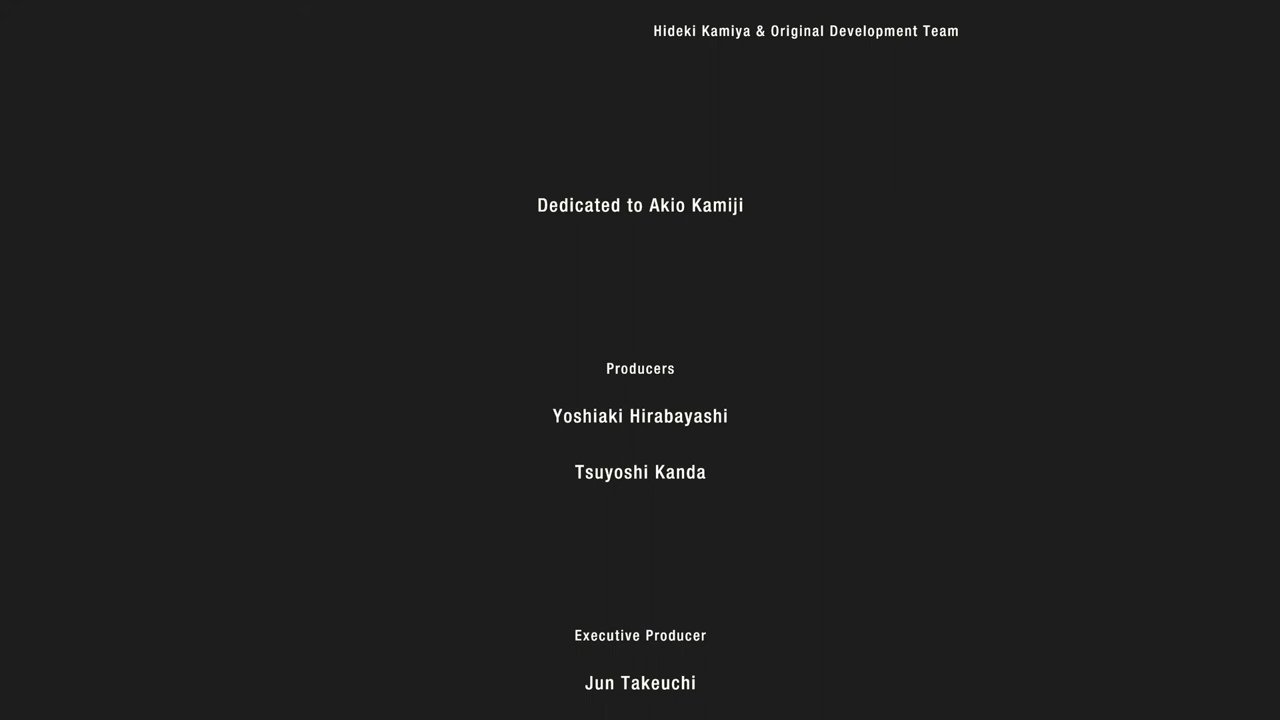 Hideki Kamiya & Original Development Team
Dedicated to Akio Kamiji
Producers
Yoshiaki Hirabayashi
Tsuyoshi Kanda
Executive Producer
Jun Takeuchi